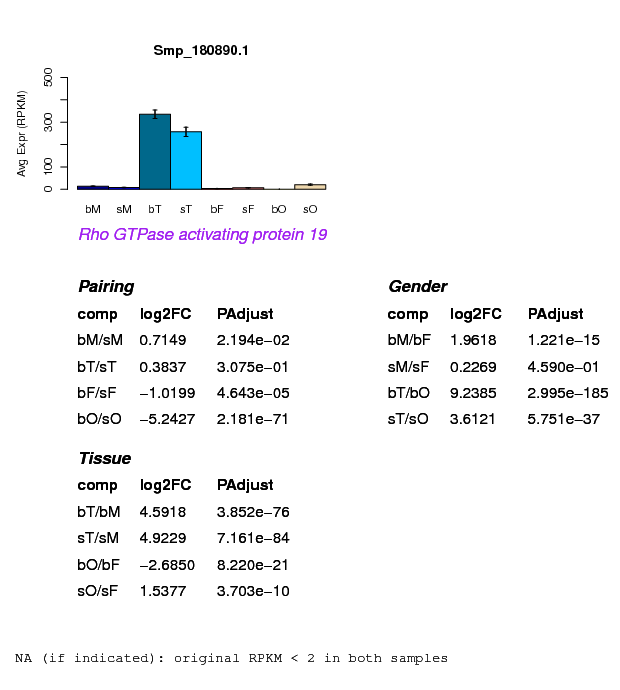 Smp_180890.1
Avg Expr (RPKM)
500
300
100
0
bM sM bT sT bF sF bO sO
Rho GTPase activating protein 19
Pairing
comp log2FC PAdjust
bM/sM 0.7149 2.194e−02
bT/sT 0.3837 3.075e−01
bF/sF −1.0199 4.643e−05
bO/sO −5.2427 2.181e−71
Gender
comp log2FC PAdjust
bM/bF 1.9618 1.221e−15
sM/sF 0.2269 4.590e−01
bT/bO 9.2385 2.995e−185
sT/sO 3.6121 5.751e−37
Tissue
comp log2FC PAdjust
bT/bM 4.5918 3.852e−76
sT/sM 4.9229 7.161e−84
bO/bF −2.6850 8.220e−21
sO/sF 1.5377 3.703e−10
NA (if indicated): original RPKM < 2 in both samples